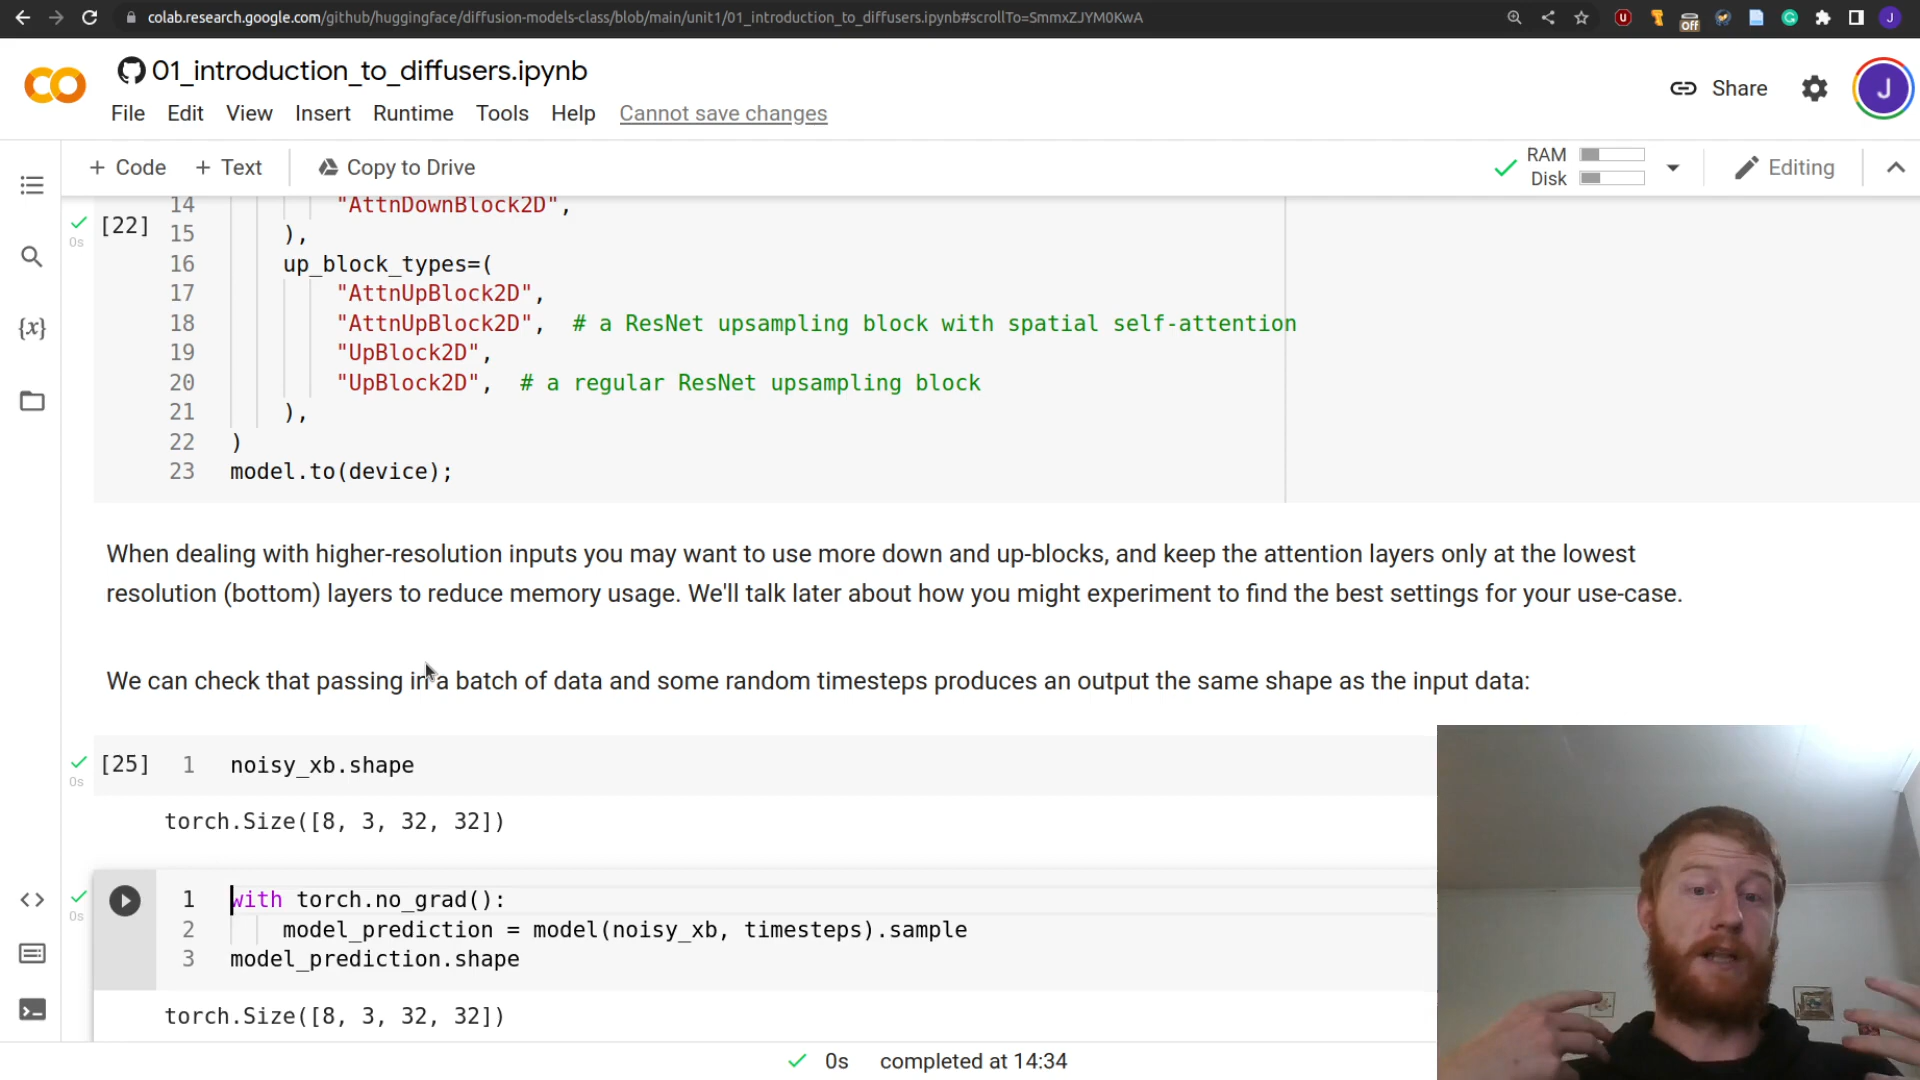 colab.research.google.com/github/huggingface/diffusion-models-class/blob/main/unit1/01_introduction_to_diffusers.ipynb#scrollTo=SmmxZJYM0KwA
off
J
01_introduction_to_diffusers.ipynb
Share
J
File Edit View Insert Runtime Tools Help Cannot save changes
+ Code + Text Copy to Drive
RAM
Disk
Editing
14 "AttnDownBlock2D",
[22] 15 ),
0s
16 up_block_types=(
17 "AttnUpBlock2D",
18 "AttnUpBlock2D", # a ResNet upsampling block with spatial self-attention
19 "UpBlock2D",
20 "UpBlock2D", # a regular ResNet upsampling block
21 ),
22 )
23 model.to(device);
{x}
When dealing with higher-resolution inputs you may want to use more down and up-blocks, and keep the attention layers only at the lowest
resolution (bottom) layers to reduce memory usage. We'll talk later about how you might experiment to find the best settings for your use-case.
We can check that passing in a batch of data and some random timesteps produces an output the same shape as the input data:
[25] 1 noisy_xb.shape
0s
torch.Size([8, 3, 32, 32])
1 with torch.no_grad():
0s
2 model_prediction = model(noisy_xb, timesteps).sample
3 model_prediction.shape
torch.Size([8, 3, 32, 32])
0s completed at 14:34